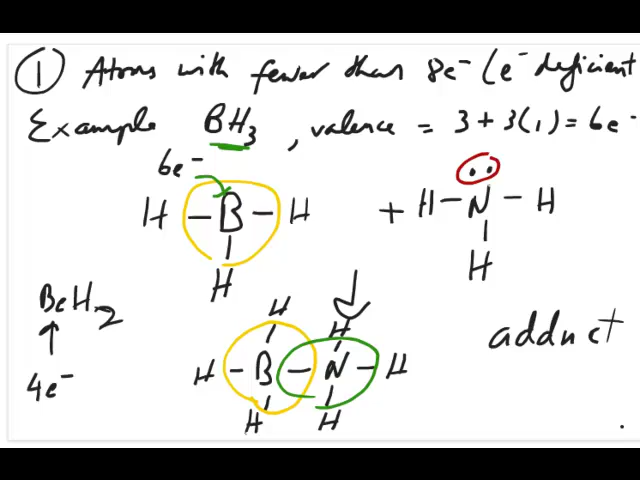 ① Atoms with fewer than 8e⁻ (e⁻ deficient
Example BH₃, valence = 3 + 3(1) = 6e⁻
6e⁻
H – B – H + H – N – H
H H
BeH₂
4e⁻
H H
H – B – N – H
H H
adduct